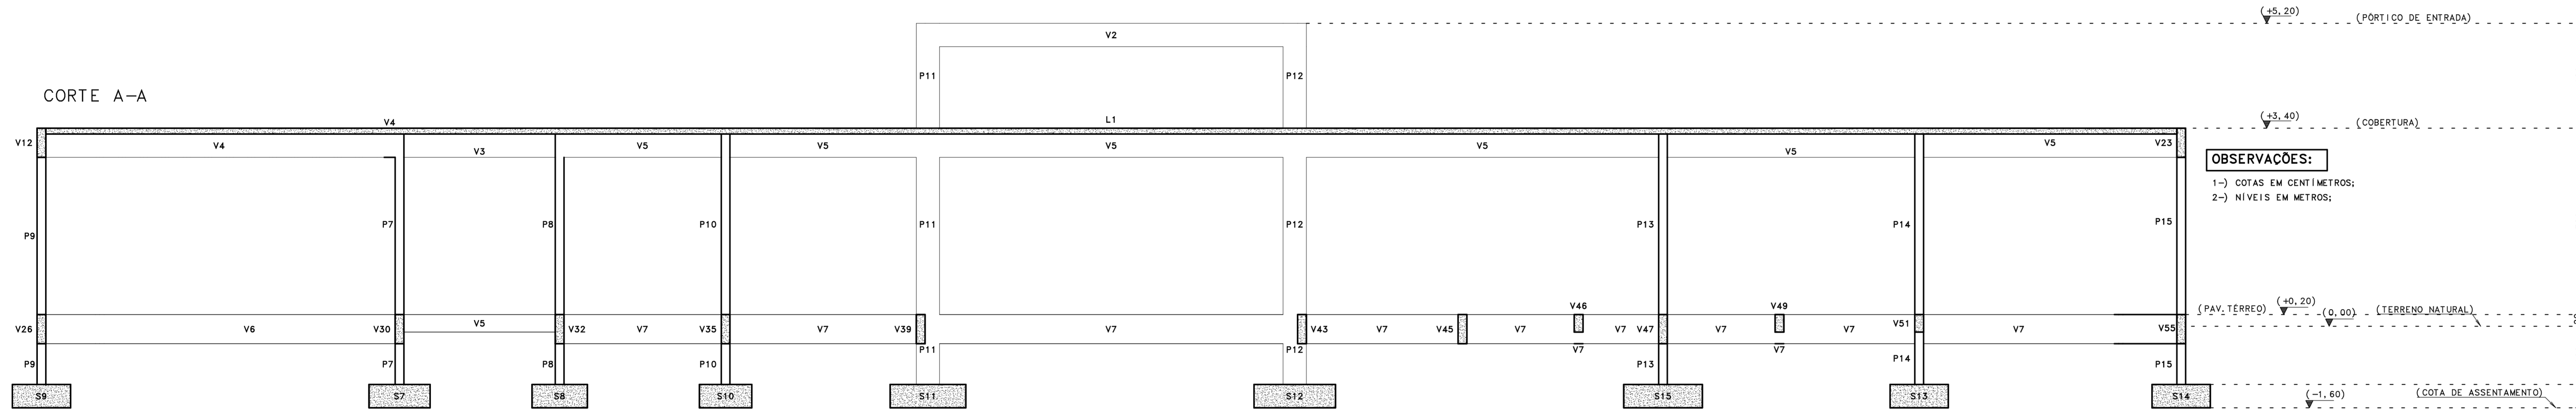 (+5,20)
(PÓRTICO DE ENTRADA)
V2
P11
P12
CORTE A-A
(+3,40)
(COBERTURA)
V4
L1
V12
V4
V3
V5
V5
V5
V5
V5
V5
V23
OBSERVAÇÕES:
1-) COTAS EM CENTÍMETROS;
2-) NÍVEIS EM METROS;
P9
P7
P8
P10
P11
P12
P13
P14
P15
(PAV. TÉRREO)
(+0,20)
(0,00)
(TERRENO NATURAL)
V46
V49
V26
V6
V30
V5
V32
V7
V35
V7
V39
V7
V43
V7
V45
V7
V7
V47
V7
V7
V51
V7
V55
V7
V7
P9
P7
P8
P10
P11
P12
P13
P14
P15
S9
S7
S8
S10
S11
S12
S15
S13
S14
(-1,60)
(COTA DE ASSENTAMENTO)